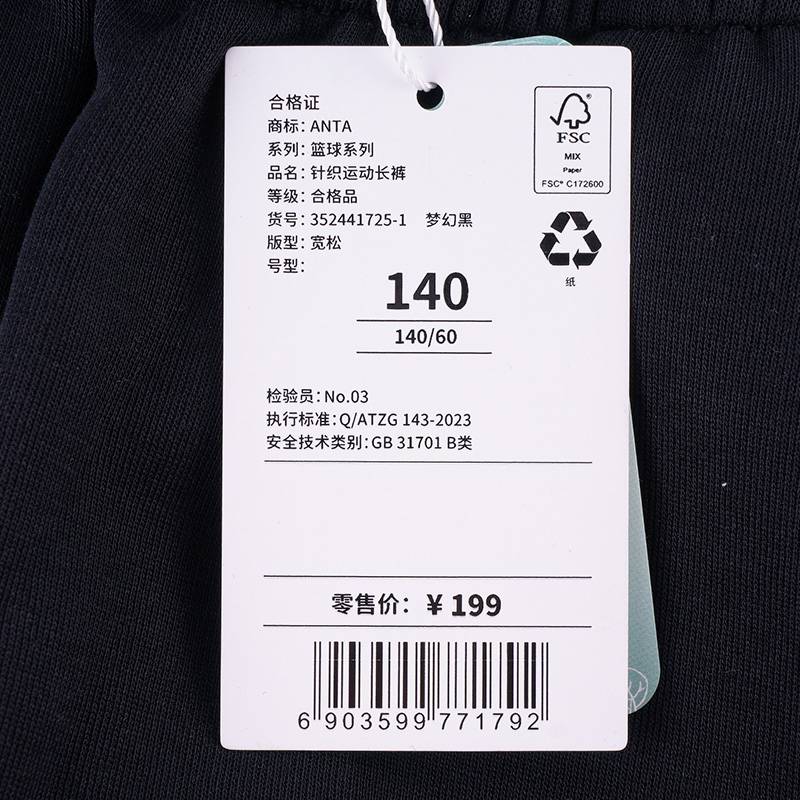 合格证
商标：ANTA
系列：篮球系列
品名：针织运动长裤
等级：合格品
货号：352441725-1 梦幻黑
版型：宽松
号型：
140
140/60
检验员：No.03
执行标准：Q/ATZG 143-2023
安全技术类别：GB 31701 B类
零售价：¥ 199
6 903599 771792
FSC
MIX
Paper
FSC® C172600
纸